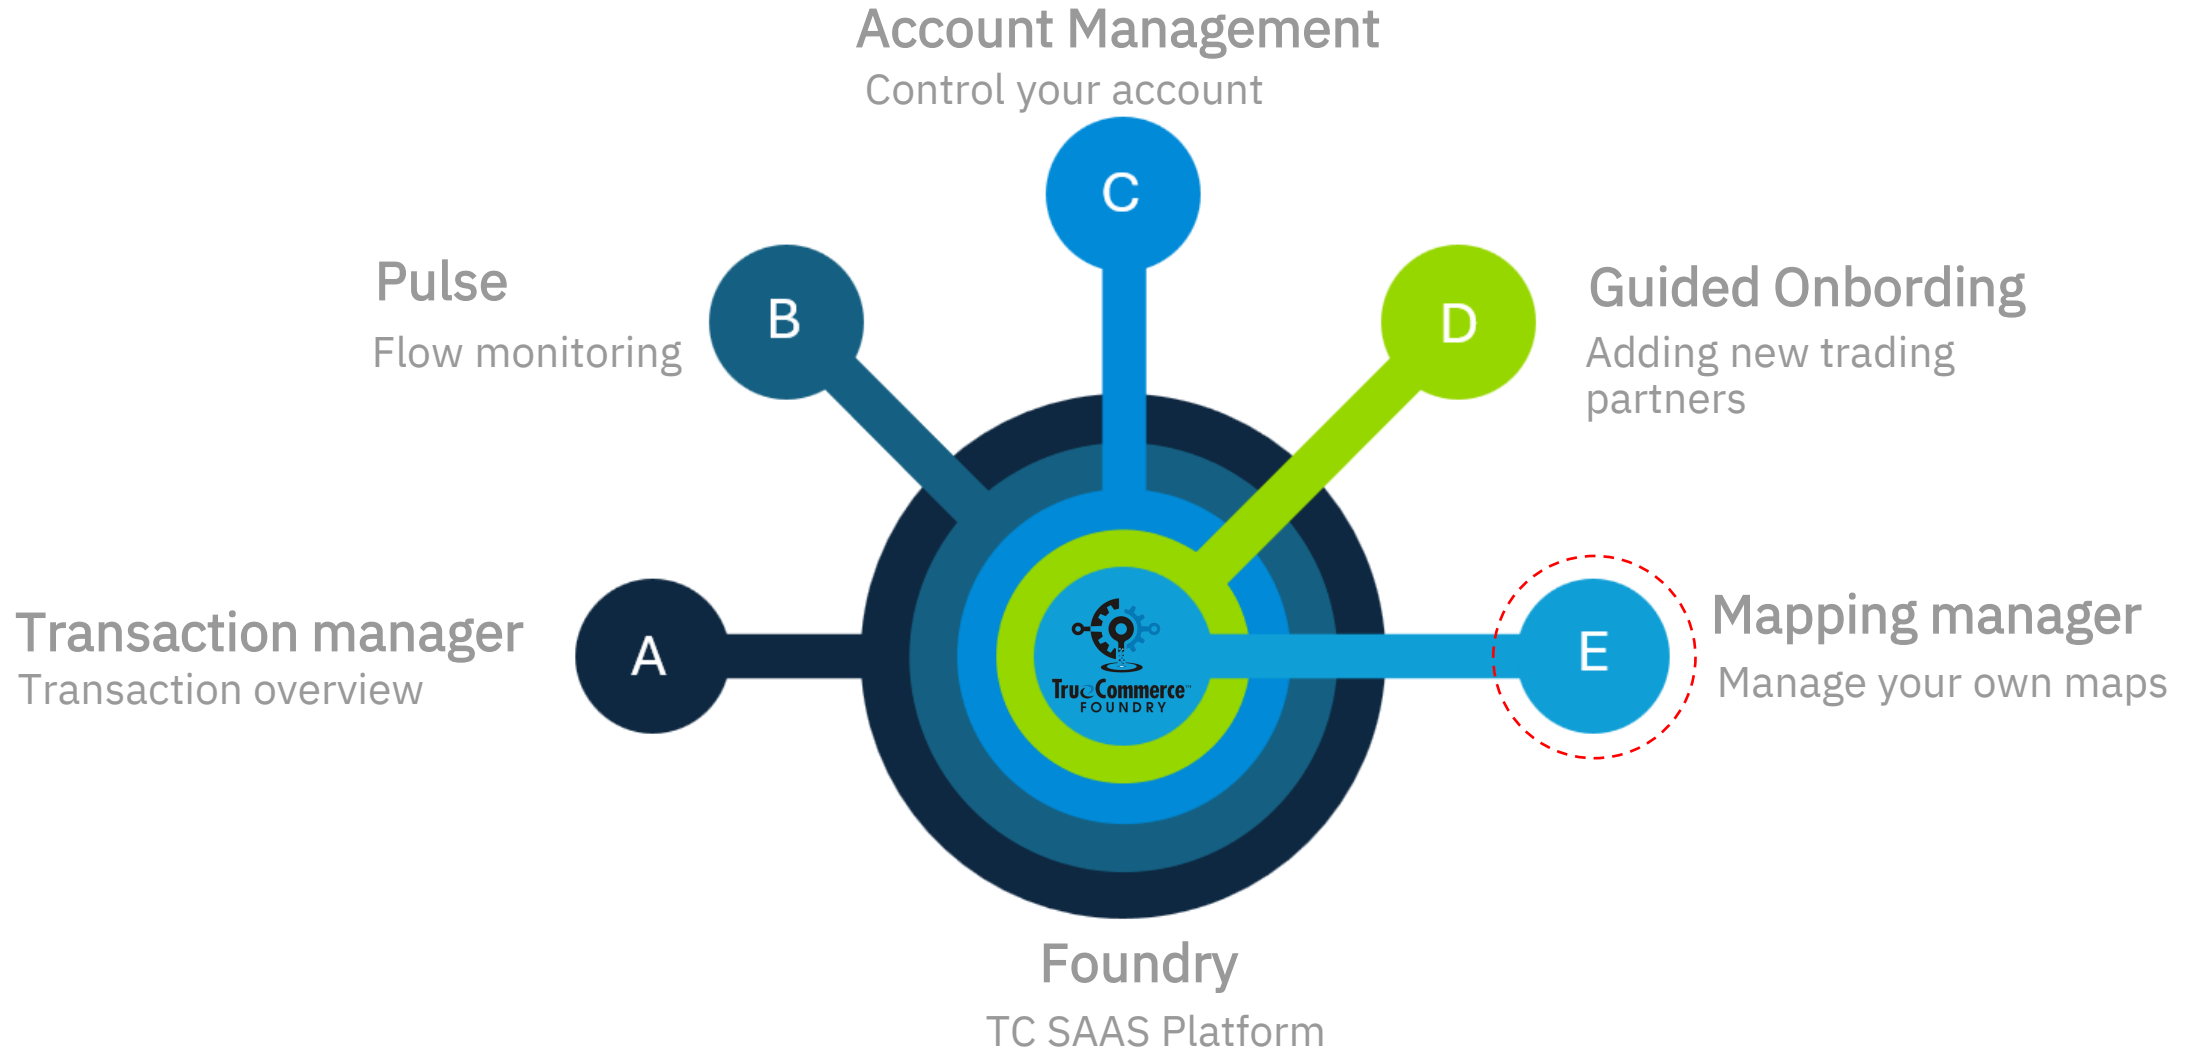 Account Management
Control your account
C
Pulse
Flow monitoring
B
D
Guided Onbording
Adding new trading
partners
Transaction manager
Transaction overview
A
TrueCommerce™
FOUNDRY
E
Mapping manager
Manage your own maps
Foundry
TC SAAS Platform